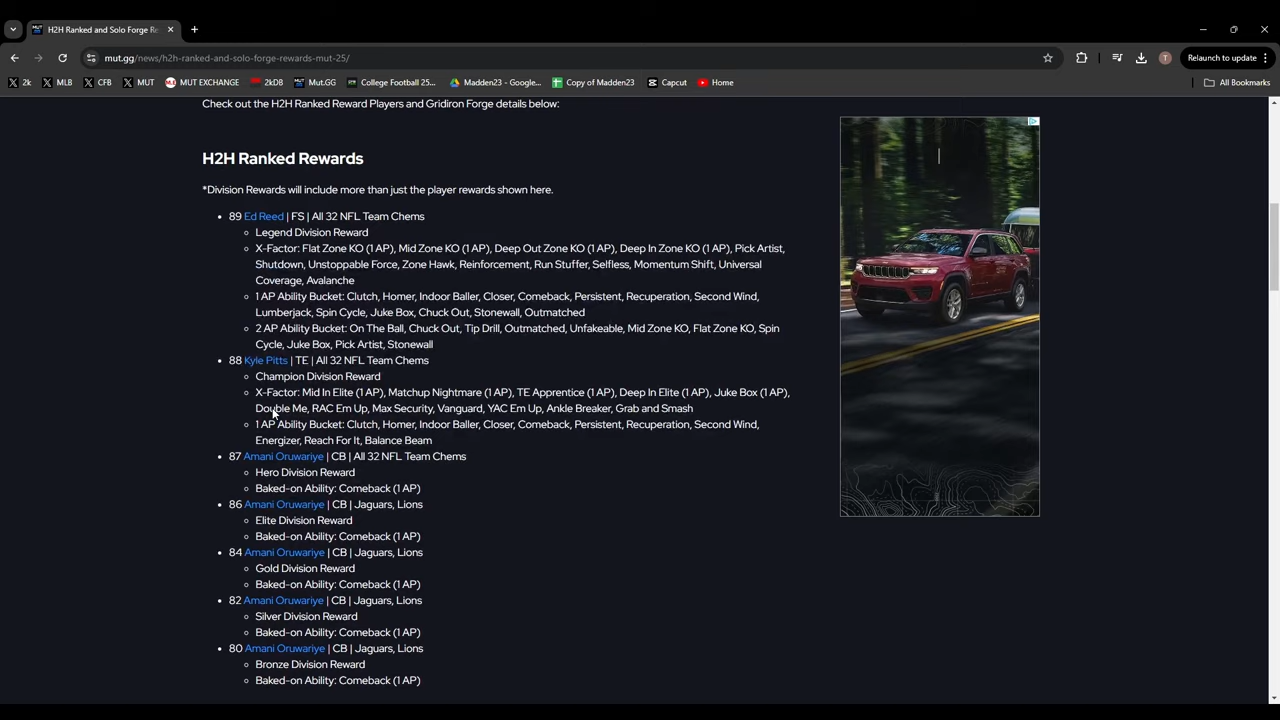 H2H Ranked and Solo Forge Re
mut.gg/news/h2h-ranked-and-solo-forge-rewards-mut-25/
T
Relaunch to update
2k
MLB
CFB
MUT
MUT EXCHANGE
2kDB
Mut.GG
College Football 25...
Madden23 - Google...
Copy of Madden23
Capcut
Home
All Bookmarks
Check out the H2H Ranked Reward Players and Gridiron Forge details below:
H2H Ranked Rewards
*Division Rewards will include more than just the player rewards shown here.
89 Ed Reed | FS | All 32 NFL Team Chems
Legend Division Reward
X-Factor: Flat Zone KO (1 AP), Mid Zone KO (1 AP), Deep Out Zone KO (1 AP), Deep In Zone KO (1 AP), Pick Artist,
Shutdown, Unstoppable Force, Zone Hawk, Reinforcement, Run Stuffer, Selfless, Momentum Shift, Universal
Coverage, Avalanche
1 AP Ability Bucket: Clutch, Homer, Indoor Baller, Closer, Comeback, Persistent, Recuperation, Second Wind,
Lumberjack, Spin Cycle, Juke Box, Chuck Out, Stonewall, Outmatched
2 AP Ability Bucket: On The Ball, Chuck Out, Tip Drill, Outmatched, Unfakeable, Mid Zone KO, Flat Zone KO, Spin
Cycle, Juke Box, Pick Artist, Stonewall
88 Kyle Pitts | TE | All 32 NFL Team Chems
Champion Division Reward
X-Factor: Mid In Elite (1 AP), Matchup Nightmare (1 AP), TE Apprentice (1 AP), Deep In Elite (1 AP), Juke Box (1 AP),
Double Me, RAC Em Up, Max Security, Vanguard, YAC Em Up, Ankle Breaker, Grab and Smash
1 AP Ability Bucket: Clutch, Homer, Indoor Baller, Closer, Comeback, Persistent, Recuperation, Second Wind,
Energizer, Reach For It, Balance Beam
87 Amani Oruwariye | CB | All 32 NFL Team Chems
Hero Division Reward
Baked-on Ability: Comeback (1 AP)
86 Amani Oruwariye | CB | Jaguars, Lions
Elite Division Reward
Baked-on Ability: Comeback (1 AP)
84 Amani Oruwariye | CB | Jaguars, Lions
Gold Division Reward
Baked-on Ability: Comeback (1 AP)
82 Amani Oruwariye | CB | Jaguars, Lions
Silver Division Reward
Baked-on Ability: Comeback (1 AP)
80 Amani Oruwariye | CB | Jaguars, Lions
Bronze Division Reward
Baked-on Ability: Comeback (1 AP)